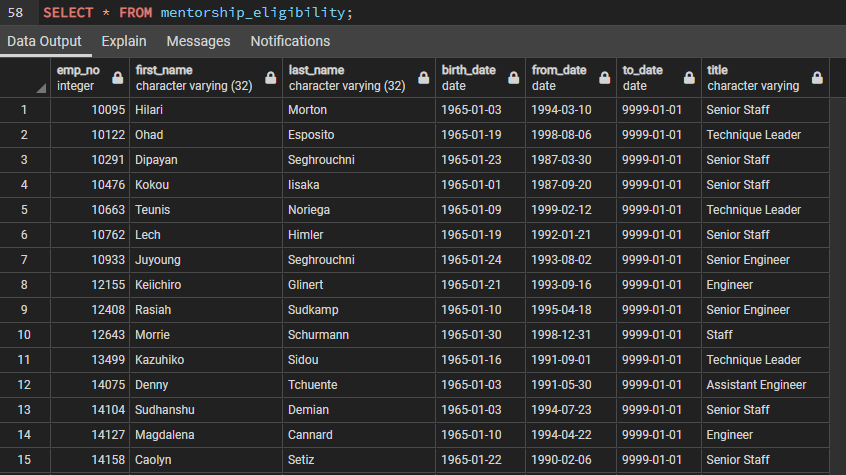 58 SELECT * FROM mentorship_eligibility;
Data Output Explain Messages Notifications
emp_no first_name last_name birth_date from_date to_date title
integer character varying (32) character varying (32) date date date character varying
1 10095 Hilari Morton 1965-01-03 1994-03-10 9999-01-01 Senior Staff
2 10122 Ohad Esposito 1965-01-19 1998-08-06 9999-01-01 Technique Leader
3 10291 Dipayan Seghrouchni 1965-01-23 1987-03-30 9999-01-01 Senior Staff
4 10476 Kokou Iisaka 1965-01-01 1987-09-20 9999-01-01 Senior Staff
5 10663 Teunis Noriega 1965-01-09 1999-02-12 9999-01-01 Technique Leader
6 10762 Lech Himler 1965-01-19 1992-01-21 9999-01-01 Senior Staff
7 10933 Juyoung Seghrouchni 1965-01-24 1993-08-02 9999-01-01 Senior Engineer
8 12155 Keiichiro Glinert 1965-01-21 1993-09-16 9999-01-01 Engineer
9 12408 Rasiah Sudkamp 1965-01-10 1995-04-18 9999-01-01 Senior Engineer
10 12643 Morrie Schurmann 1965-01-30 1998-12-31 9999-01-01 Staff
11 13499 Kazuhiko Sidou 1965-01-16 1991-09-01 9999-01-01 Technique Leader
12 14075 Denny Tchuente 1965-01-03 1991-05-30 9999-01-01 Assistant Engineer
13 14104 Sudhanshu Demian 1965-01-03 1994-07-23 9999-01-01 Senior Staff
14 14127 Magdalena Cannard 1965-01-10 1994-04-22 9999-01-01 Engineer
15 14158 Caolyn Setiz 1965-01-22 1990-02-06 9999-01-01 Senior Staff